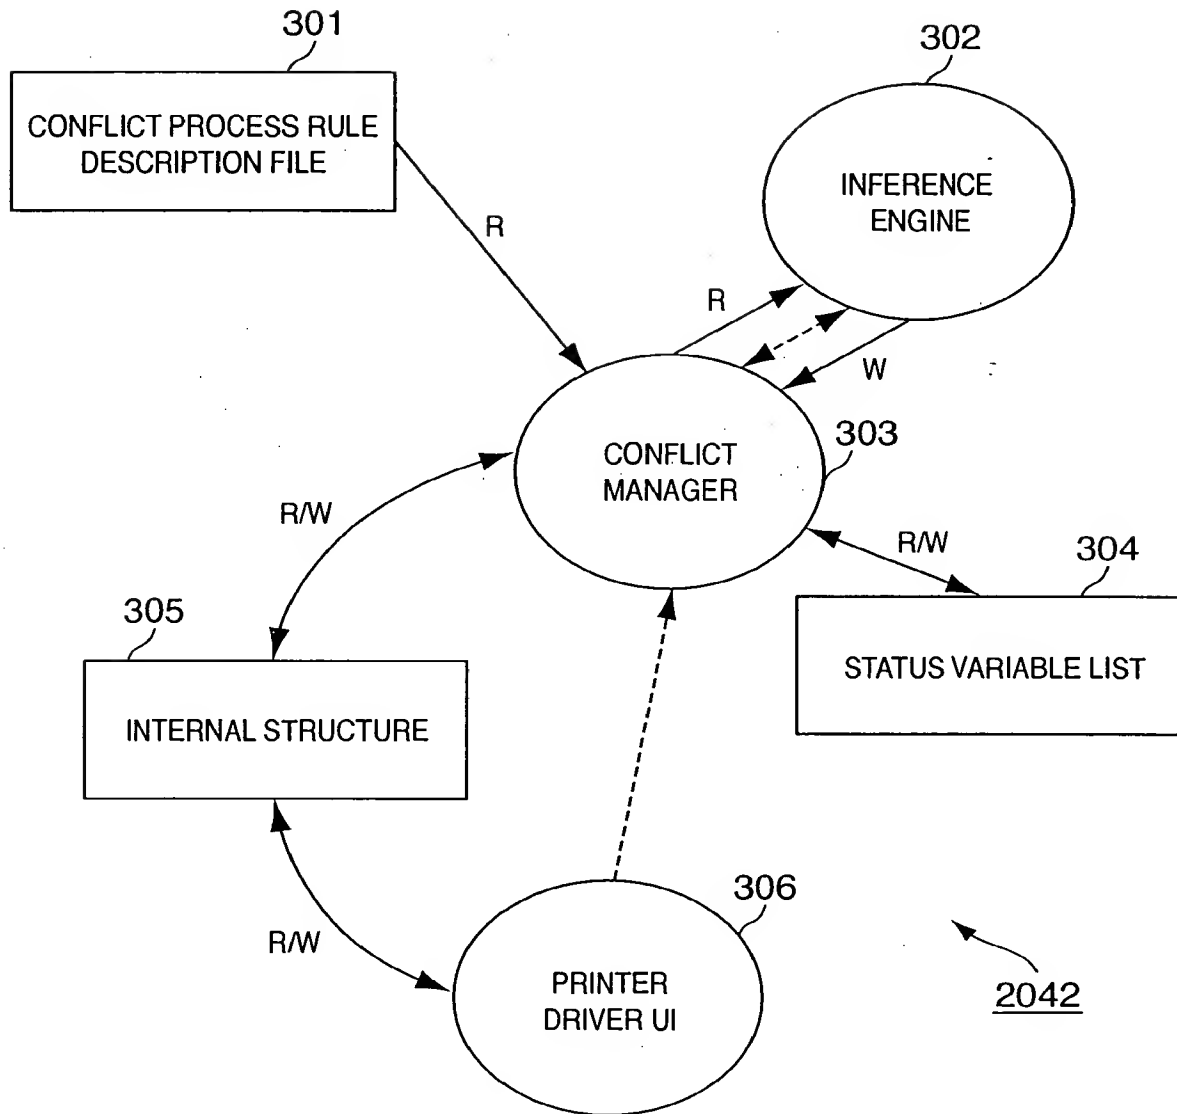 301
CONFLICT PROCESS RULE
DESCRIPTION FILE
302
INFERENCE
ENGINE
R
R
W
CONFLICT
MANAGER
303
R/W
R/W
304
STATUS VARIABLE LIST
305
INTERNAL STRUCTURE
R/W
306
PRINTER
DRIVER UI
2042